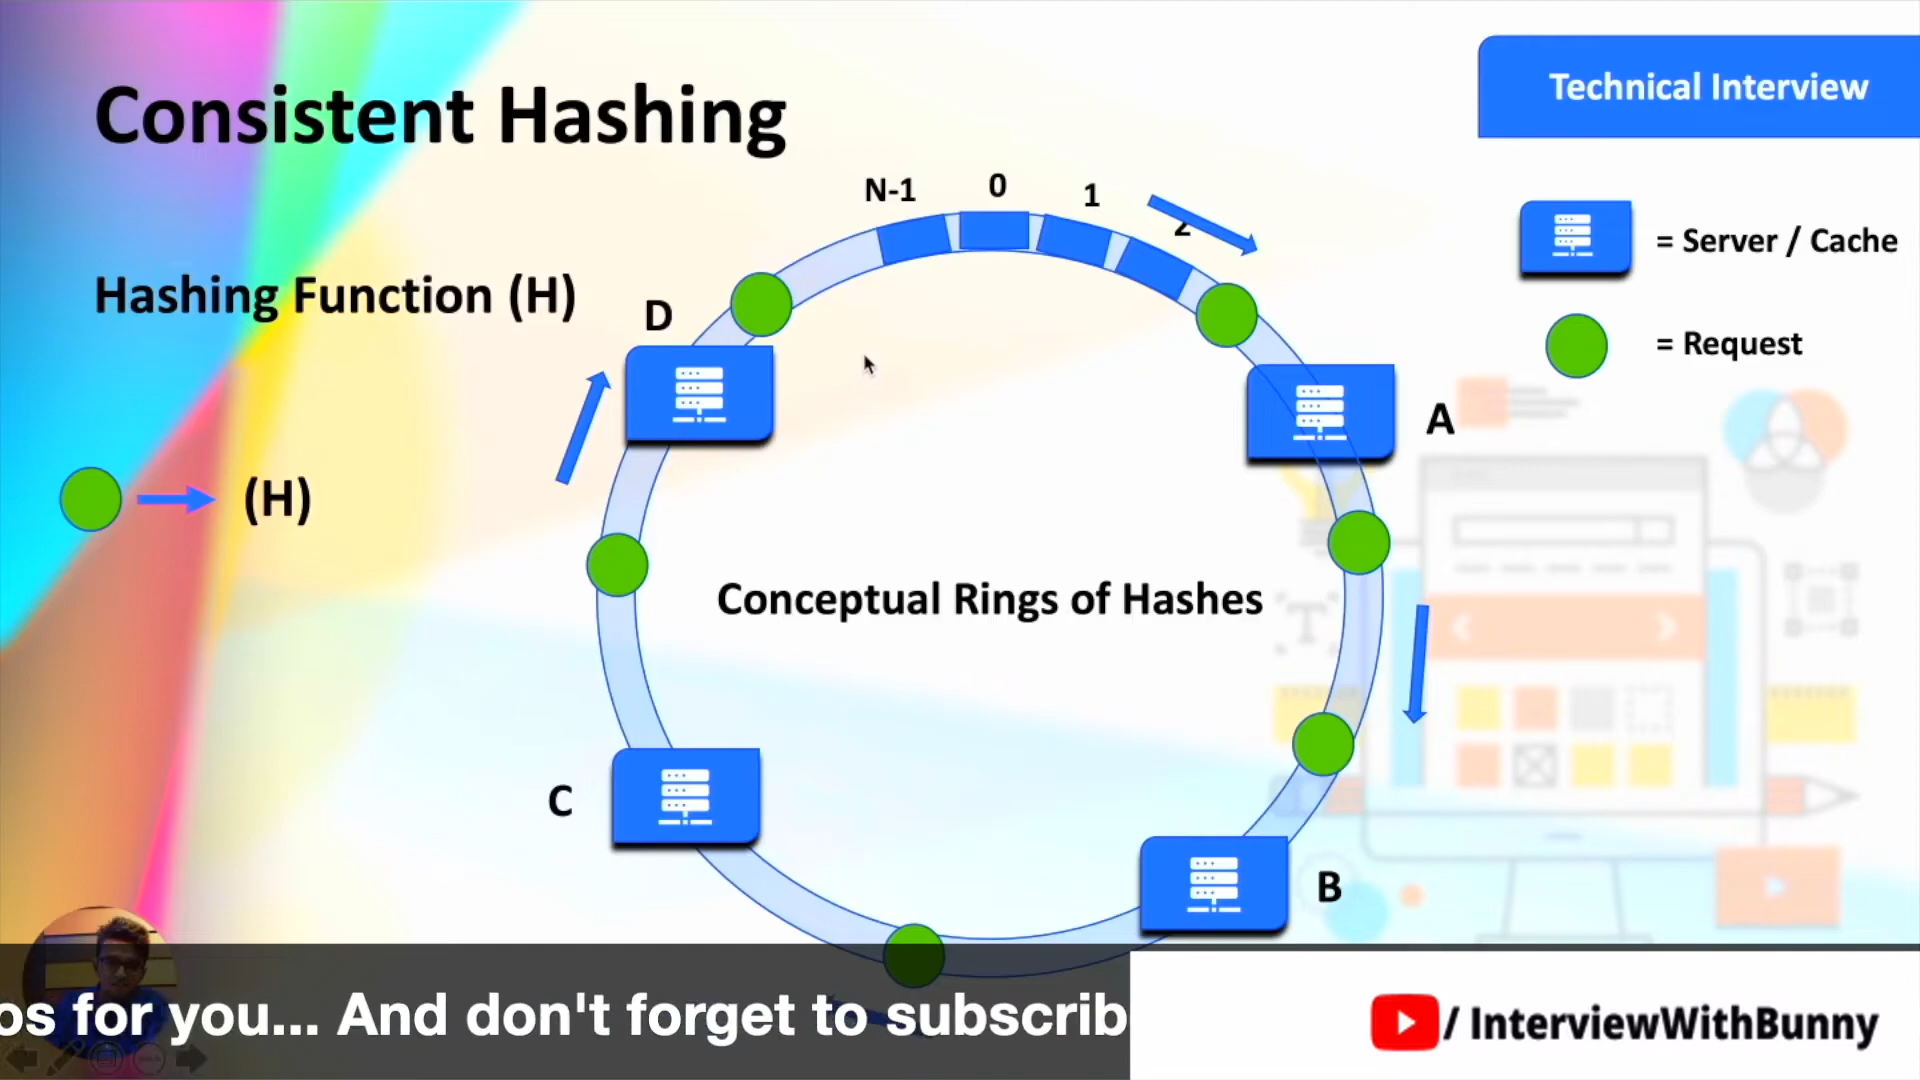 Consistent Hashing
Technical Interview
N-1
0
1
2
= Server / Cache
Hashing Function (H)
D
= Request
A
(H)
Conceptual Rings of Hashes
C
B
os for you... And don't forget to subscrib
/ InterviewWithBunny